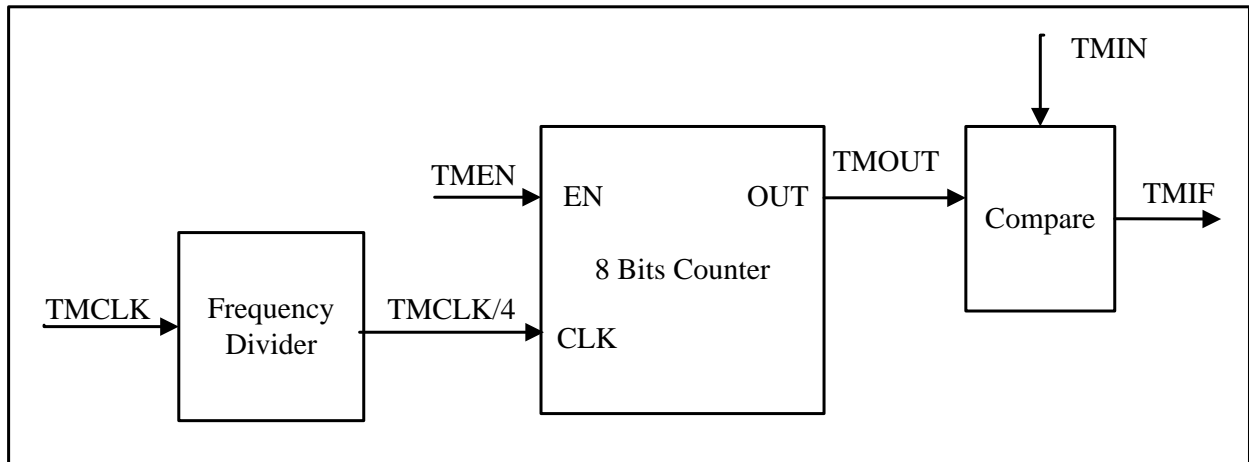 TMIN
TMEN
EN
OUT
TMOUT
Compare
TMIF
8 Bits Counter
TMCLK
Frequency
Divider
TMCLK/4
CLK